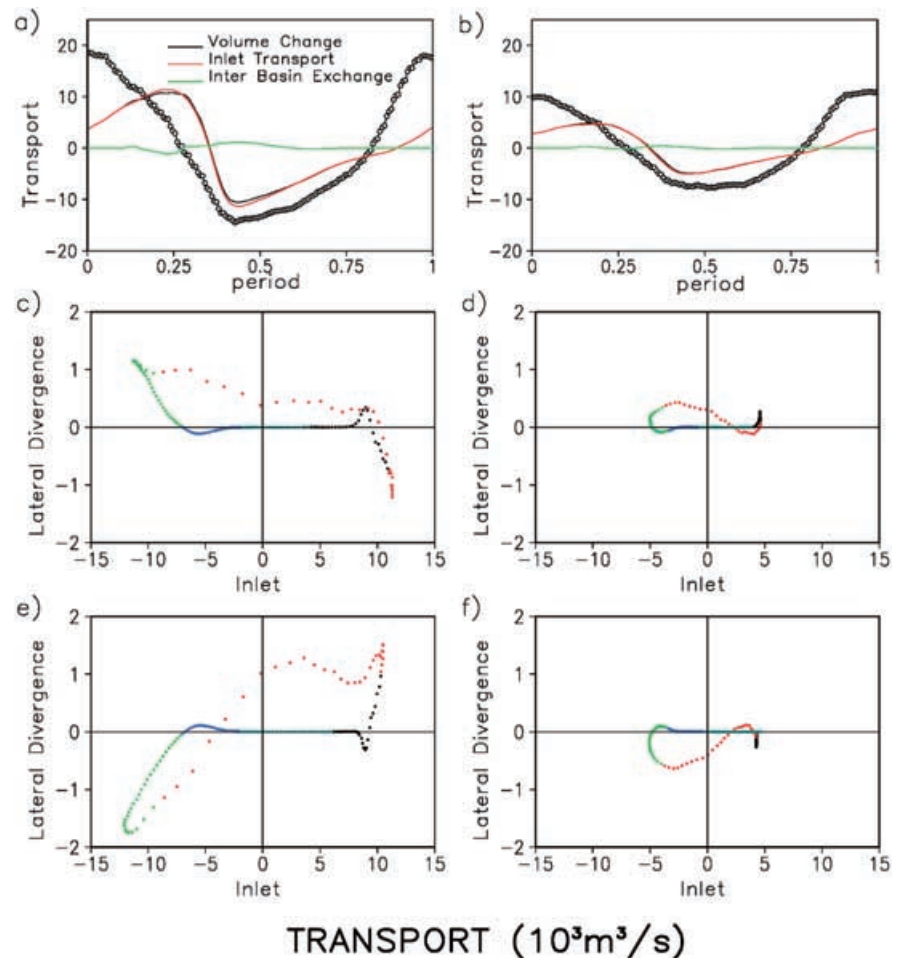 a)
20
10
0
−10
−20
Transport
Volume Change
Inlet Transport
Inter Basin Exchange
0 0.25 0.5 0.75 1
period
b)
20
10
0
−10
−20
Transport
0 0.25 0.5 0.75 1
period
c)
2
1
0
−1
−2
Lateral Divergence
−15 −10 −5 0 5 10 15
Inlet
d)
2
1
0
−1
−2
Lateral Divergence
−15 −10 −5 0 5 10 15
Inlet
e)
2
1
0
−1
−2
Lateral Divergence
−15 −10 −5 0 5 10 15
Inlet
f)
2
1
0
−1
−2
Lateral Divergence
−15 −10 −5 0 5 10 15
Inlet
TRANSPORT (10³m³/s)